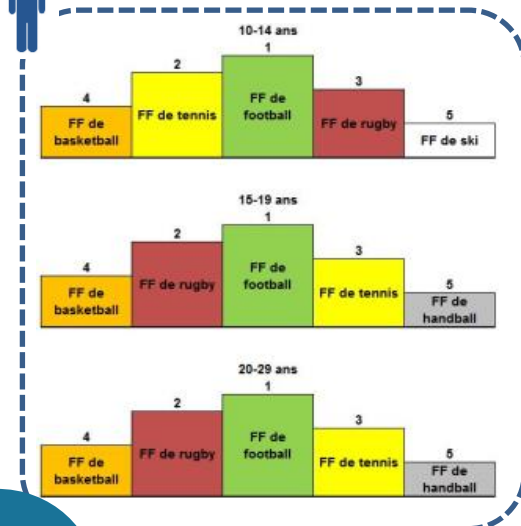 10-14 ans
1
FF de
football
2
FF de tennis
3
FF de rugby
4
FF de
basketball
5
FF de ski
15-19 ans
1
FF de
football
2
FF de rugby
3
FF de tennis
4
FF de
basketball
5
FF de
handball
20-29 ans
1
FF de
football
2
FF de rugby
3
FF de tennis
4
FF de
basketball
5
FF de
handball